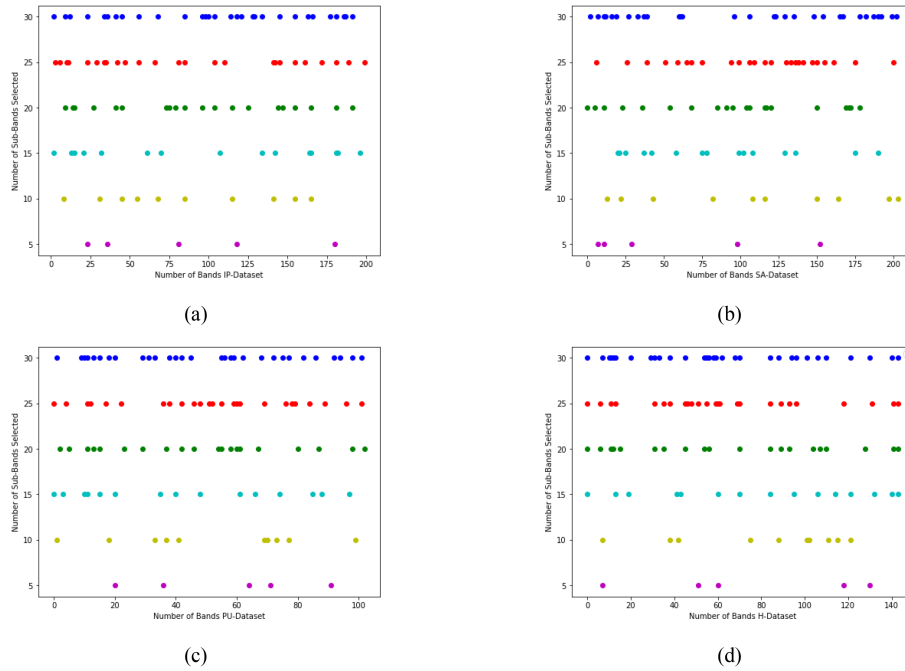 30
25
20
15
10
5
Number of Sub-Bands Selected
0 25 50 75 100 125 150 175 200
Number of Bands IP-Dataset
(a)
30
25
20
15
10
5
Number of Sub-Bands Selected
0 25 50 75 100 125 150 175 200
Number of Bands SA-Dataset
(b)
30
25
20
15
10
5
Number of Sub-Bands Selected
0 20 40 60 80 100
Number of Bands PU-Dataset
(c)
30
25
20
15
10
5
Number of Sub-Bands Selected
0 20 40 60 80 100 120 140
Number of Bands H-Dataset
(d)